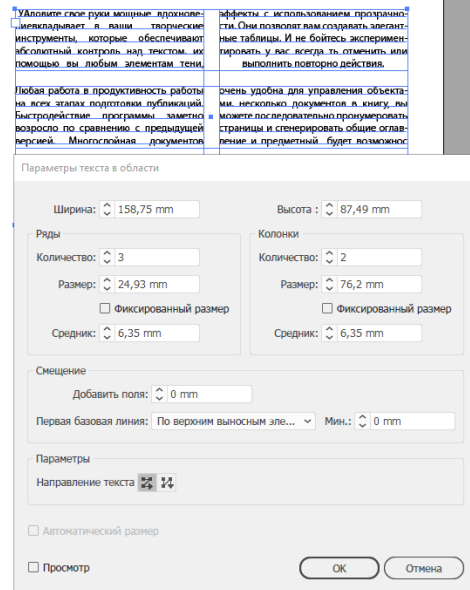 УАловите свое руки мощные вдохнове-
аффекты с использованием прозрачно-
ниевкладывает в ваши творческие
сти. Они позволят вам создавать элегант-
инструменты, которые обеспечивают
ные таблицы. И не бойтесь эксперимен-
абсолютный контроль над текстом. их
тировать у вас всегда ть отменить или
помощью вы любым элементам тени,
выполнить повторно действия.
Любая работа в продуктивность работы
очень удобна для управления объекта-
на всех этапах подготовки публикаций.
ми. несколько документов в книгу, вы
Быстродействие программы заметно
можете последовательно пронумеровать
возросло по сравнению с предыдущей
страницы и сгенерировать общие оглав-
версией. Многослойная документов
ление и предметный будет возможнос
Параметры текста в области
Ширина: 158,75 mm
Высота : 87,49 mm
Ряды
Колонки
Количество: 3
Количество: 2
Размер: 24,93 mm
Размер: 76,2 mm
Фиксированный размер
Фиксированный размер
Средник: 6,35 mm
Средник: 6,35 mm
Смещение
Добавить поля: 0 mm
Первая базовая линия: По верхним выносным эле... Мин.: 0 mm
Параметры
Направление текста
Автоматический размер
Просмотр
OK
Отмена